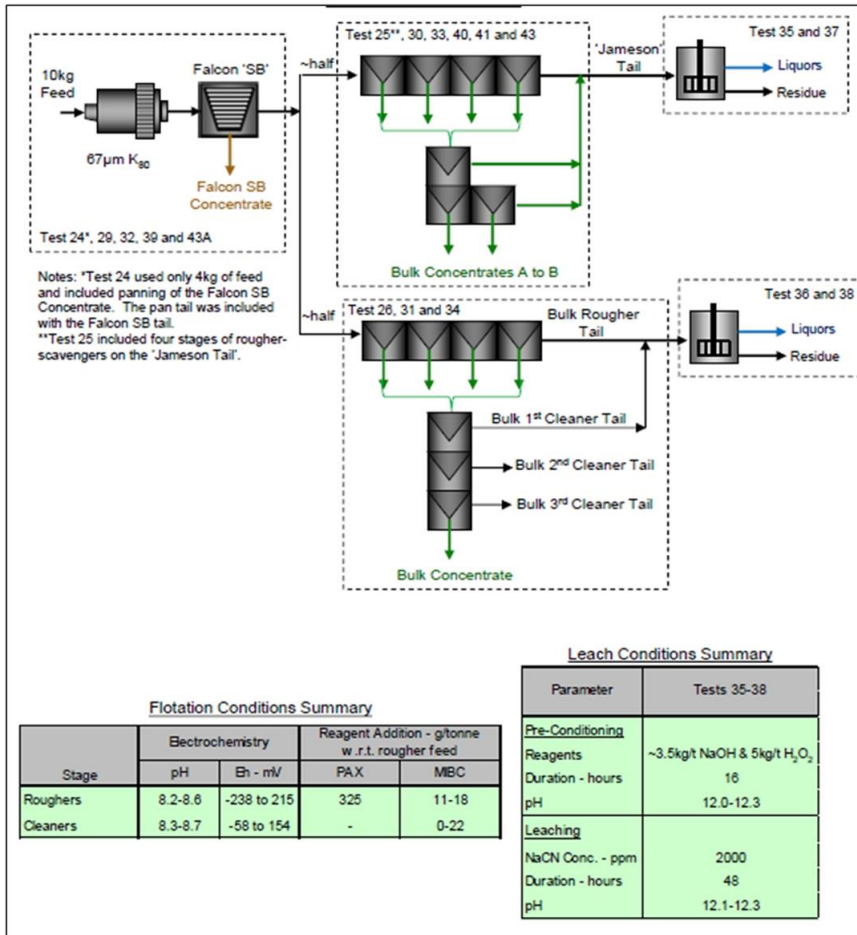 Test 25**, 30, 33, 40, 41 and 43
Test 35 and 37
10kg
Feed
Falcon 'SB'
~half
'Jameson'
Tail
Liquors
Residue
67µm K80
Falcon SB
Concentrate
Test 24*, 29, 32, 39 and 43A
Bulk Concentrates A to B
Notes: *Test 24 used only 4kg of feed
and included panning of the Falcon SB
Concentrate. The pan tail was included
with the Falcon SB tail.
**Test 25 included four stages of rougher-
scavengers on the 'Jameson Tail'.
~half
Test 26, 31 and 34
Bulk Rougher
Tail
Test 36 and 38
Liquors
Residue
Bulk 1st Cleaner Tail
Bulk 2nd Cleaner Tail
Bulk 3rd Cleaner Tail
Bulk Concentrate
Flotation Conditions Summary
Stage Electrochemistry Reagent Addition - g/tonne
w.r.t. rougher feed
pH Eh - mV PAX MIBC
Roughers 8.2-8.6 -238 to 215 325 11-18
Cleaners 8.3-8.7 -58 to 154 - 0-22
Leach Conditions Summary
Parameter Tests 35-38
Pre-Conditioning
Reagents ~3.5kg/t NaOH & 5kg/t H2O2
Duration - hours 16
pH 12.0-12.3
Leaching
NaCN Conc. - ppm 2000
Duration - hours 48
pH 12.1-12.3